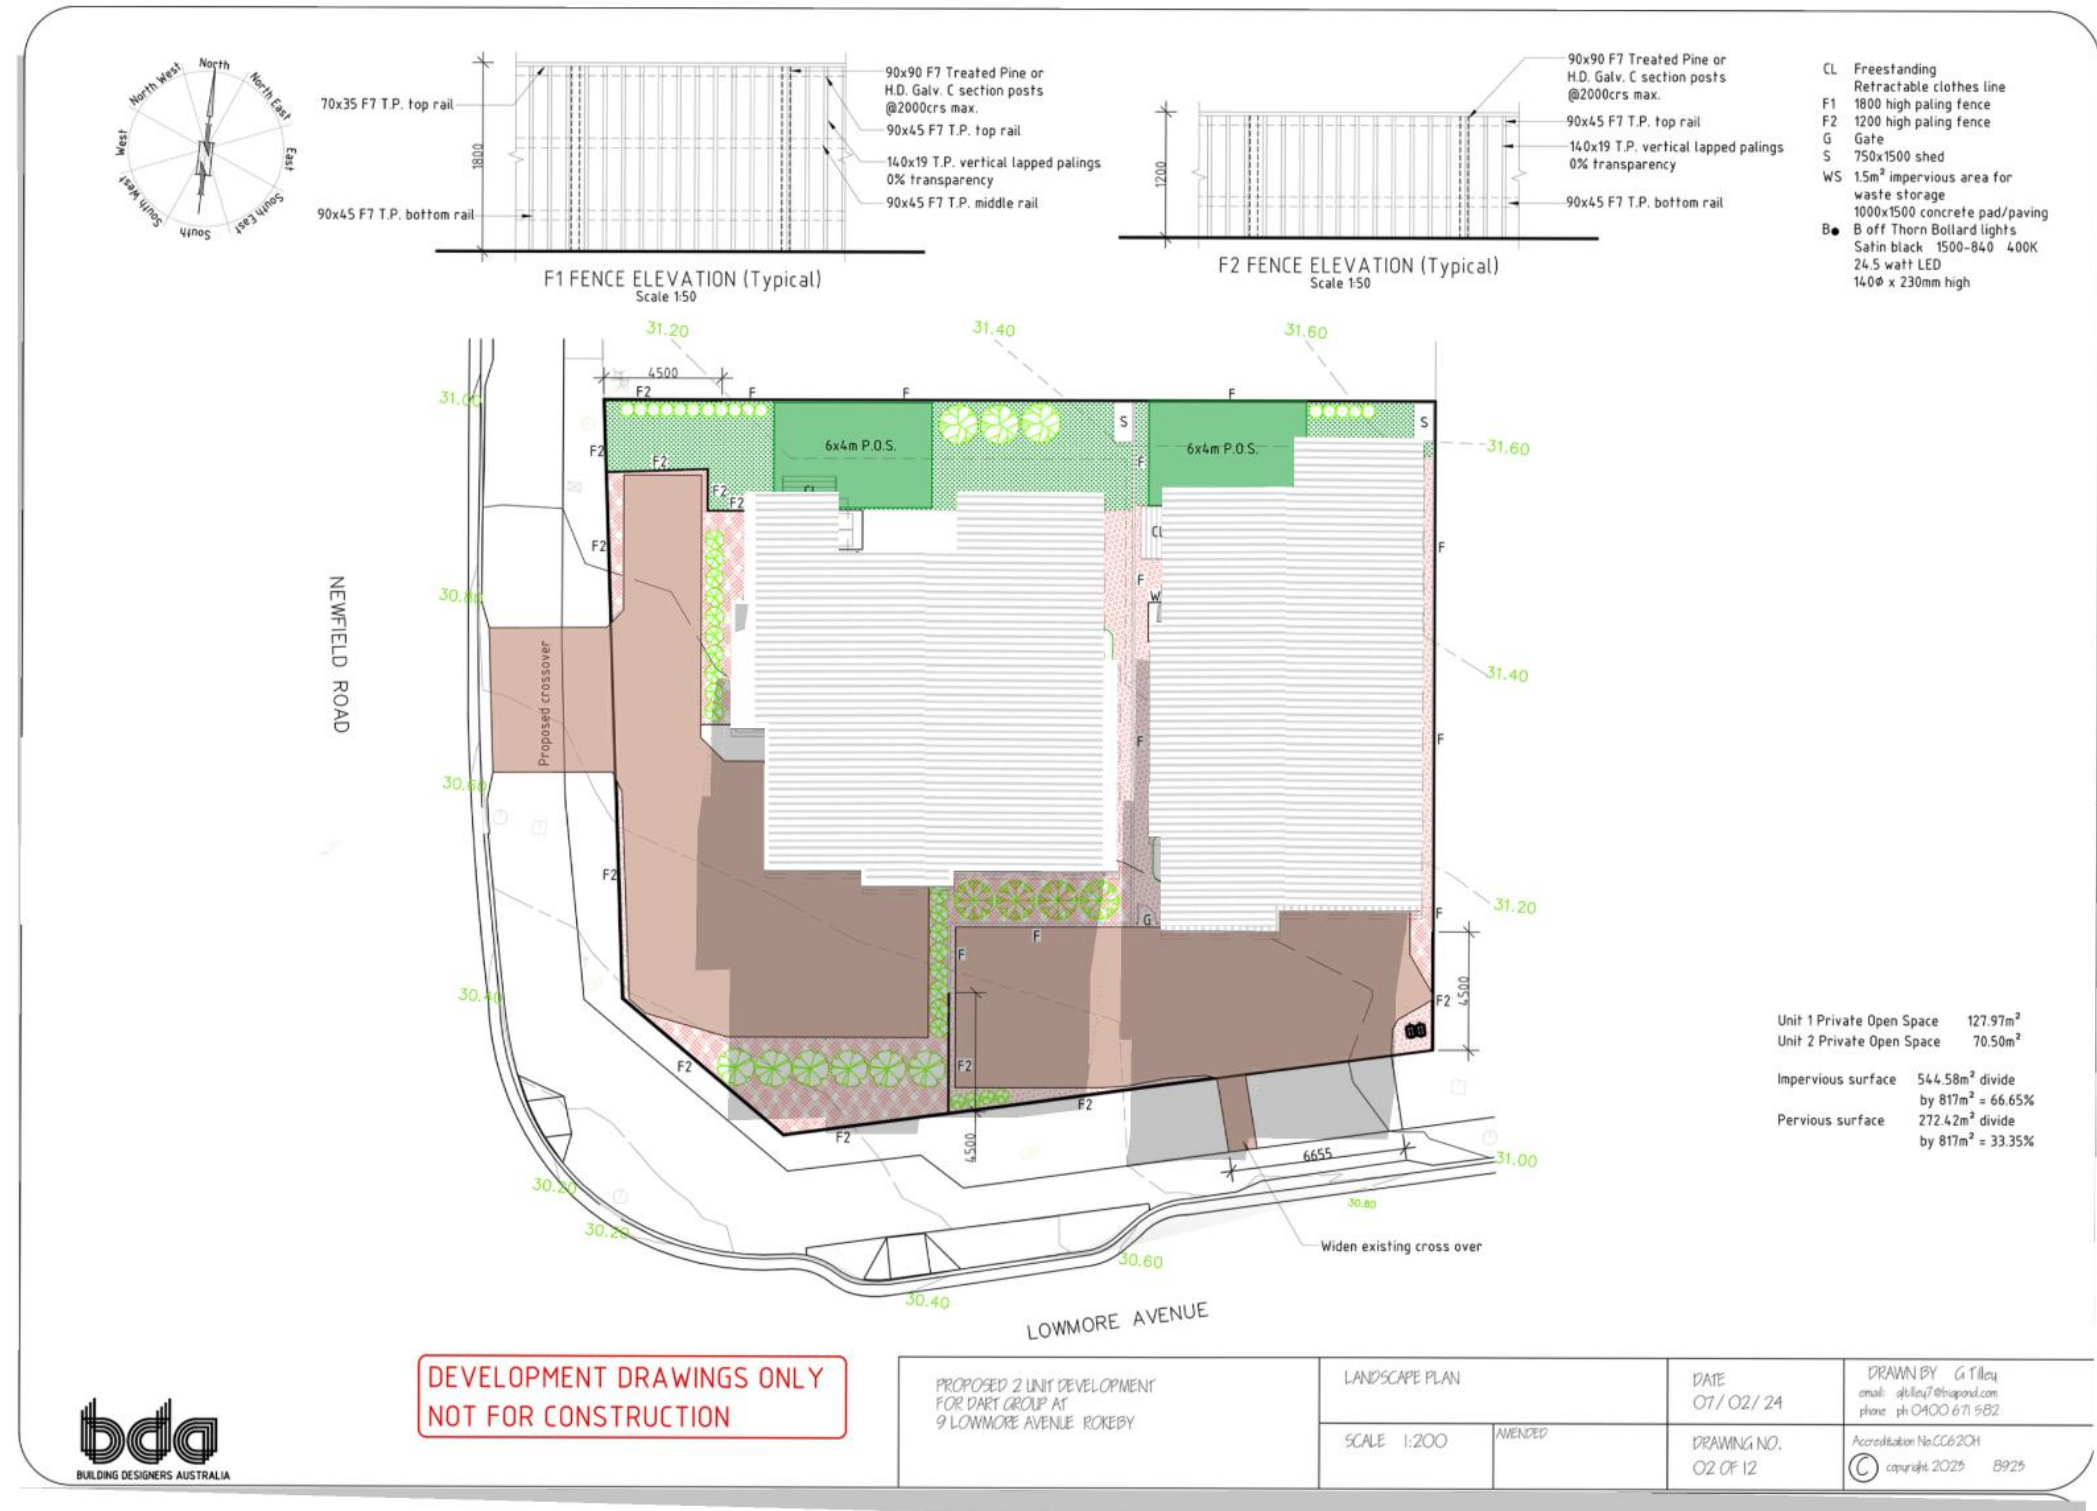 North
North East
East
South East
South
South West
West
North West
70x35 F7 T.P. top rail
1800
90x45 F7 T.P. bottom rail
90x90 F7 Treated Pine or
H.D. Galv. C section posts
@2000crs max.
90x45 F7 T.P. top rail
140x19 T.P. vertical lapped palings
0% transparency
90x45 F7 T.P. middle rail
F1 FENCE ELEVATION (Typical)
Scale 1:50
1200
90x90 F7 Treated Pine or
H.D. Galv. C section posts
@2000crs max.
90x45 F7 T.P. top rail
140x19 T.P. vertical lapped palings
0% transparency
90x45 F7 T.P. bottom rail
F2 FENCE ELEVATION (Typical)
Scale 1:50
CL Freestanding
Retractable clothes line
F1 1800 high paling fence
F2 1200 high paling fence
G Gate
S 750x1500 shed
WS 1.5m² impervious area for
waste storage
1000x1500 concrete pad/paving
B● B off Thorn Bollard lights
Satin black 1500-840 400K
24.5 watt LED
140ø x 230mm high
31.20
31.40
31.60
4500
31.00
F2
F
F
F
S
S
F2
6x4m P.O.S.
6x4m P.O.S.
31.60
F2
F
F2
F2
CL
F2
F
F
W
30.80
NEWFIELD ROAD
Proposed crossover
31.40
F
F
30.60
F2
31.20
G
F
F
F
4500
30.40
F2
F2
F2
F2
F2
4500
6655
31.00
30.20
30.20
30.80
30.60
30.40
Widen existing cross over
LOWMORE AVENUE
Unit 1 Private Open Space 127.97m²
Unit 2 Private Open Space 70.50m²
Impervious surface 544.58m² divide
by 817m² = 66.65%
Pervious surface 272.42m² divide
by 817m² = 33.35%
bda
BUILDING DESIGNERS AUSTRALIA
DEVELOPMENT DRAWINGS ONLY
NOT FOR CONSTRUCTION
PROPOSED 2 UNIT DEVELOPMENT
FOR DART GROUP AT
9 LOWMORE AVENUE ROKEBY
LANDSCAPE PLAN
SCALE 1:200
AMENDED
DATE
07/02/24
DRAWING NO.
02 OF 12
DRAWN BY G Tilley
email: gltilley7@bigpond.com
phone ph 0400 671 582
Accreditation No.CC620H
© copyright 2023 8923